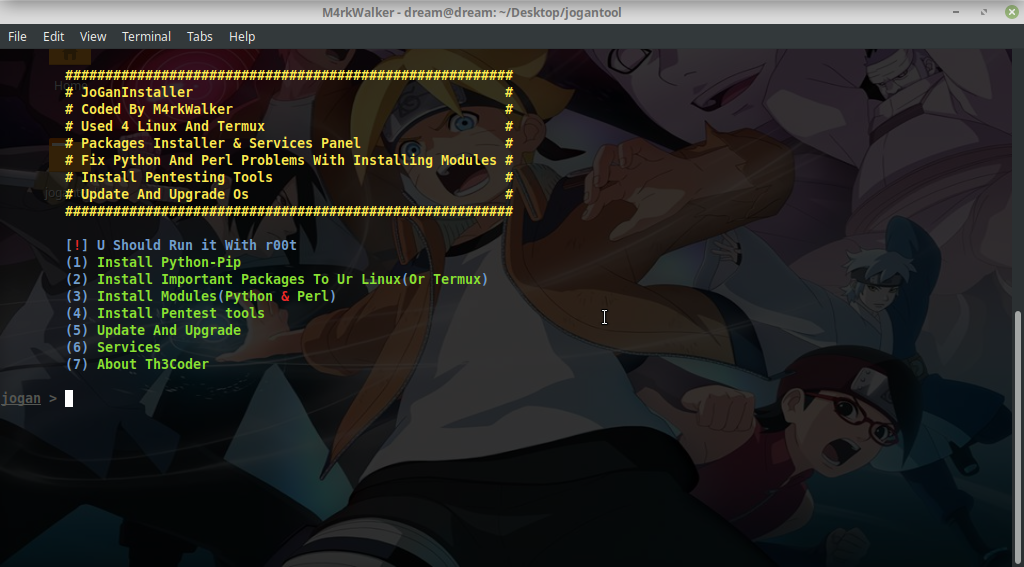 M4rkWalker - dream@dream: ~/Desktop/jogantool
File Edit View Terminal Tabs Help
########################################################
# JoGanInstaller #
# Coded By M4rkWalker #
# Used 4 Linux And Termux #
# Packages Installer & Services Panel #
# Fix Python And Perl Problems With Installing Modules #
# Install Pentesting Tools #
# Update And Upgrade Os #
########################################################
[!] U Should Run it With r00t
(1) Install Python-Pip
(2) Install Important Packages To Ur Linux(Or Termux)
(3) Install Modules(Python & Perl)
(4) Install Pentest tools
(5) Update And Upgrade
(6) Services
(7) About Th3Coder
jogan >